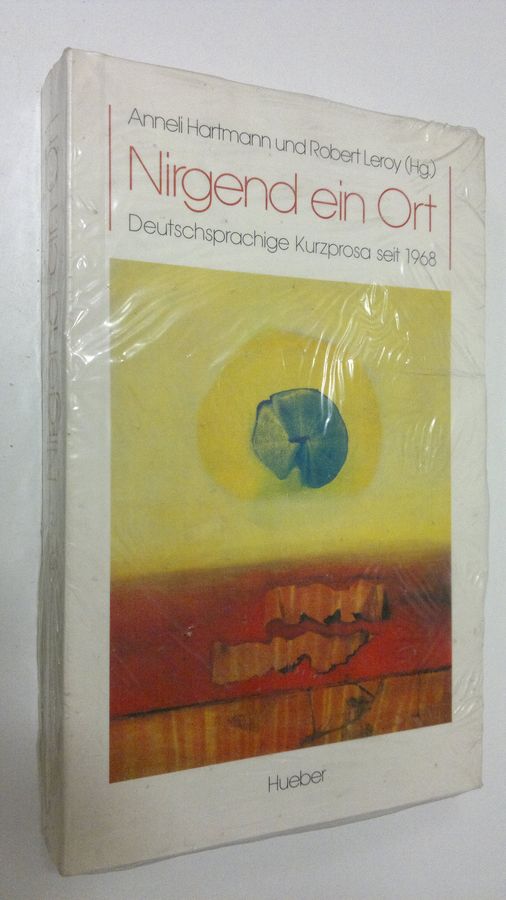 Anneli Hartmann und Robert Leroy (Hg.)
Nirgend ein Ort
Deutschsprachige Kurzprosa seit 1968
Hueber